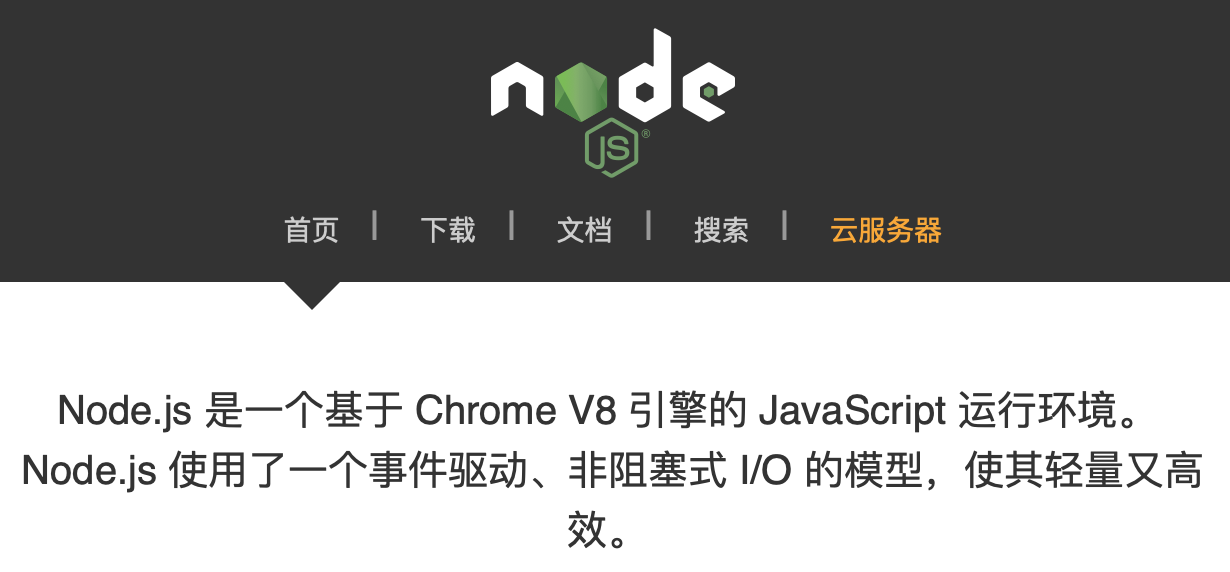 node
JS®
首页 | 下载 | 文档 | 搜索 | 云服务器
Node.js 是一个基于 Chrome V8 引擎的 JavaScript 运行环境。
Node.js 使用了一个事件驱动、非阻塞式 I/O 的模型，使其轻量又高
效。